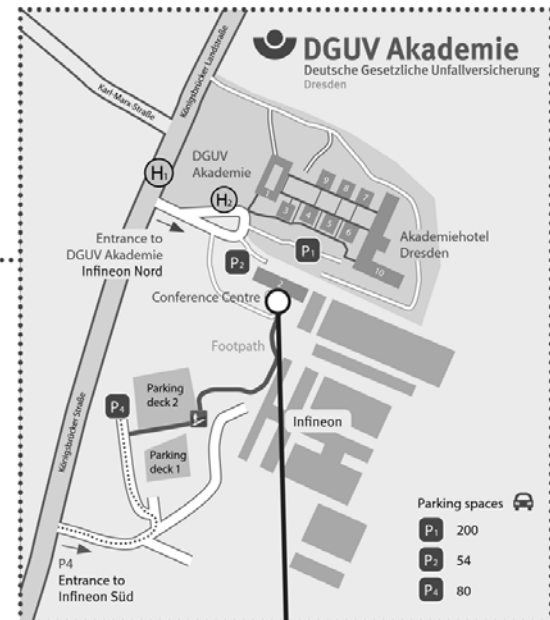 DGUV Akademie
Deutsche Gesetzliche Unfallversicherung
Dresden
Königsbrücker Landstraße
Karl-Marx-Straße
DGUV
Akademie
H1
H2
1
3
4
5
6
9
8
7
10
Entrance to
DGUV Akademie
Infineon Nord
P2
P1
Akademiehotel
Dresden
2
Conference Centre
Footpath
Parking
deck 2
P4
Parking
deck 1
Infineon
Königsbrücker Straße
P4
Entrance to
Infineon Süd
Parking spaces
P1 200
P2 54
P4 80